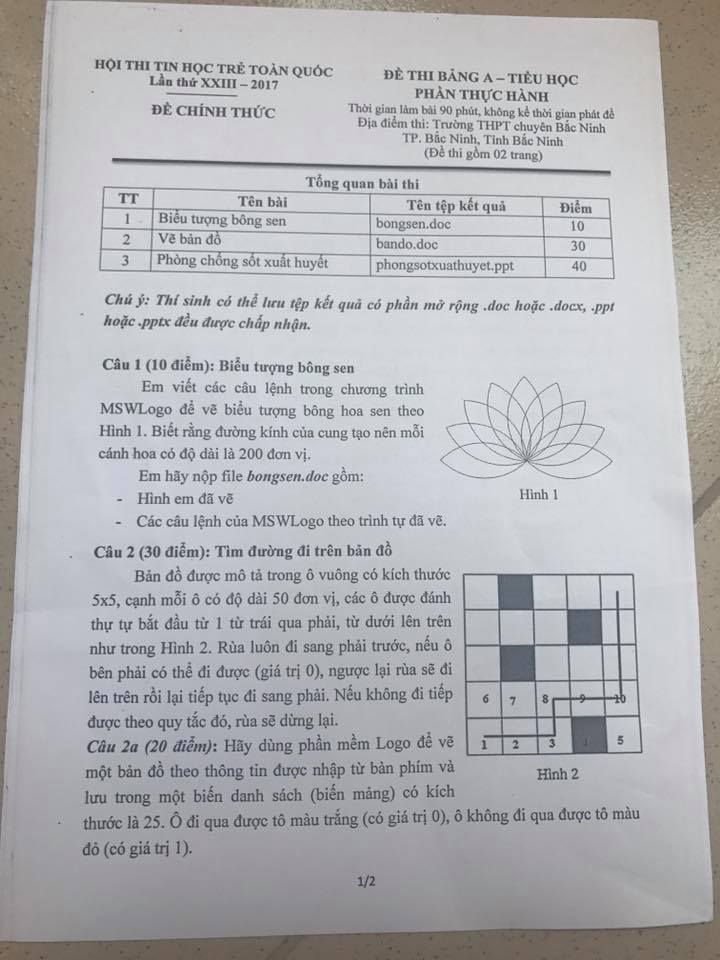 HỘI THI TIN HỌC TRẺ TOÀN QUỐC
Lần thứ XXIII – 2017
ĐỀ CHÍNH THỨC
ĐỀ THI BẢNG A – TIỂU HỌC
PHẦN THỰC HÀNH
Thời gian làm bài 90 phút, không kể thời gian phát đề
Địa điểm thi: Trường THPT chuyên Bắc Ninh
TP. Bắc Ninh, Tỉnh Bắc Ninh
(Đề thi gồm 02 trang)
Tổng quan bài thi
TT Tên bài Tên tệp kết quả Điểm
1 Biểu tượng bông sen bongsen.doc 10
2 Vẽ bản đồ bando.doc 30
3 Phòng chống sốt xuất huyết phongsotxuathuyet.ppt 40
Chú ý: Thí sinh có thể lưu tệp kết quả có phần mở rộng .doc hoặc .docx, .ppt
hoặc .pptx đều được chấp nhận.
Câu 1 (10 điểm): Biểu tượng bông sen
Em viết các câu lệnh trong chương trình
MSWLogo để vẽ biểu tượng bông hoa sen theo
Hình 1. Biết rằng đường kính của cung tạo nên mỗi
cánh hoa có độ dài là 200 đơn vị.
Em hãy nộp file bongsen.doc gồm:
- Hình em đã vẽ
- Các câu lệnh của MSWLogo theo trình tự đã vẽ.
Hình 1
Câu 2 (30 điểm): Tìm đường đi trên bản đồ
Bản đồ được mô tả trong ô vuông có kích thước
5x5, cạnh mỗi ô có độ dài 50 đơn vị, các ô được đánh
thự tự bắt đầu từ 1 từ trái qua phải, từ dưới lên trên
như trong Hình 2. Rùa luôn đi sang phải trước, nếu ô
bên phải có thể đi được (giá trị 0), ngược lại rùa sẽ đi
lên trên rồi lại tiếp tục đi sang phải. Nếu không đi tiếp
được theo quy tắc đó, rùa sẽ dừng lại.
Câu 2a (20 điểm): Hãy dùng phần mềm Logo để vẽ
một bản đồ theo thông tin được nhập từ bàn phím và
lưu trong một biến danh sách (biến mảng) có kích
thước là 25. Ô đi qua được tô màu trắng (có giá trị 0), ô không đi qua được tô màu
đỏ (có giá trị 1).
6 7 8 9 10
1 2 3 4 5
Hình 2
1/2